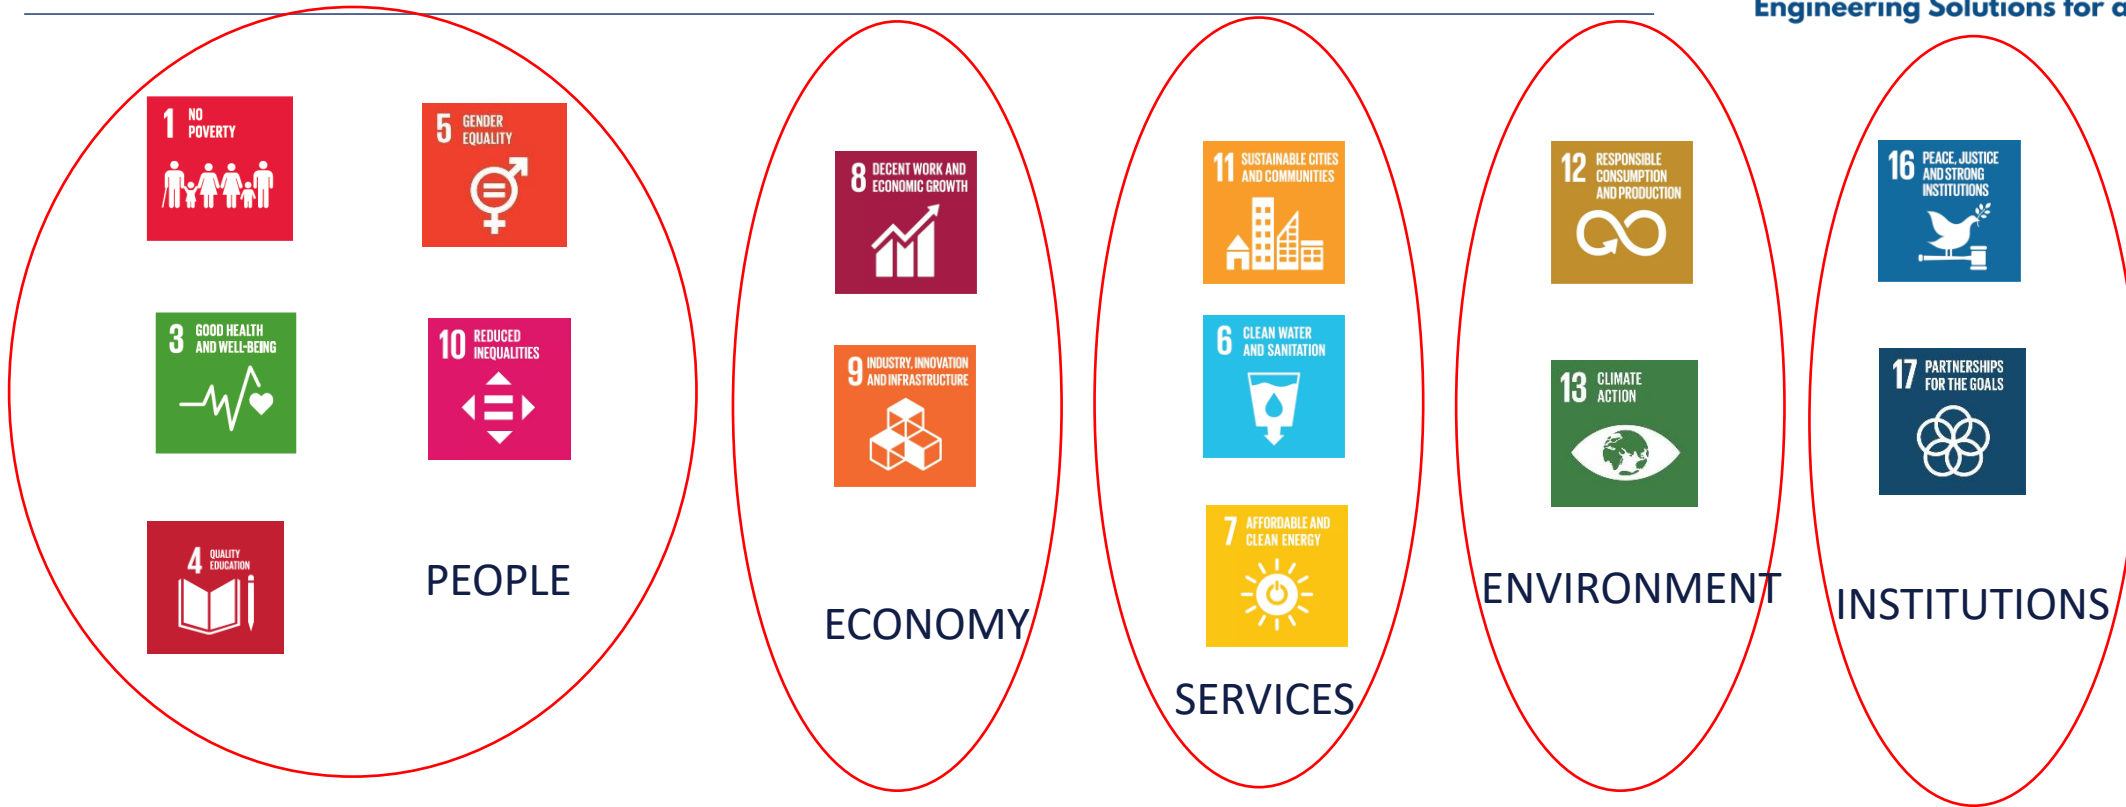 Engineering Solutions for a
1 NO
POVERTY
5 GENDER
EQUALITY
3 GOOD HEALTH
AND WELL-BEING
10 REDUCED
INEQUALITIES
4 QUALITY
EDUCATION
PEOPLE
8 DECENT WORK AND
ECONOMIC GROWTH
9 INDUSTRY, INNOVATION
AND INFRASTRUCTURE
ECONOMY
11 SUSTAINABLE CITIES
AND COMMUNITIES
6 CLEAN WATER
AND SANITATION
7 AFFORDABLE AND
CLEAN ENERGY
SERVICES
12 RESPONSIBLE
CONSUMPTION
AND PRODUCTION
13 CLIMATE
ACTION
ENVIRONMENT
16 PEACE, JUSTICE
AND STRONG
INSTITUTIONS
17 PARTNERSHIPS
FOR THE GOALS
INSTITUTIONS